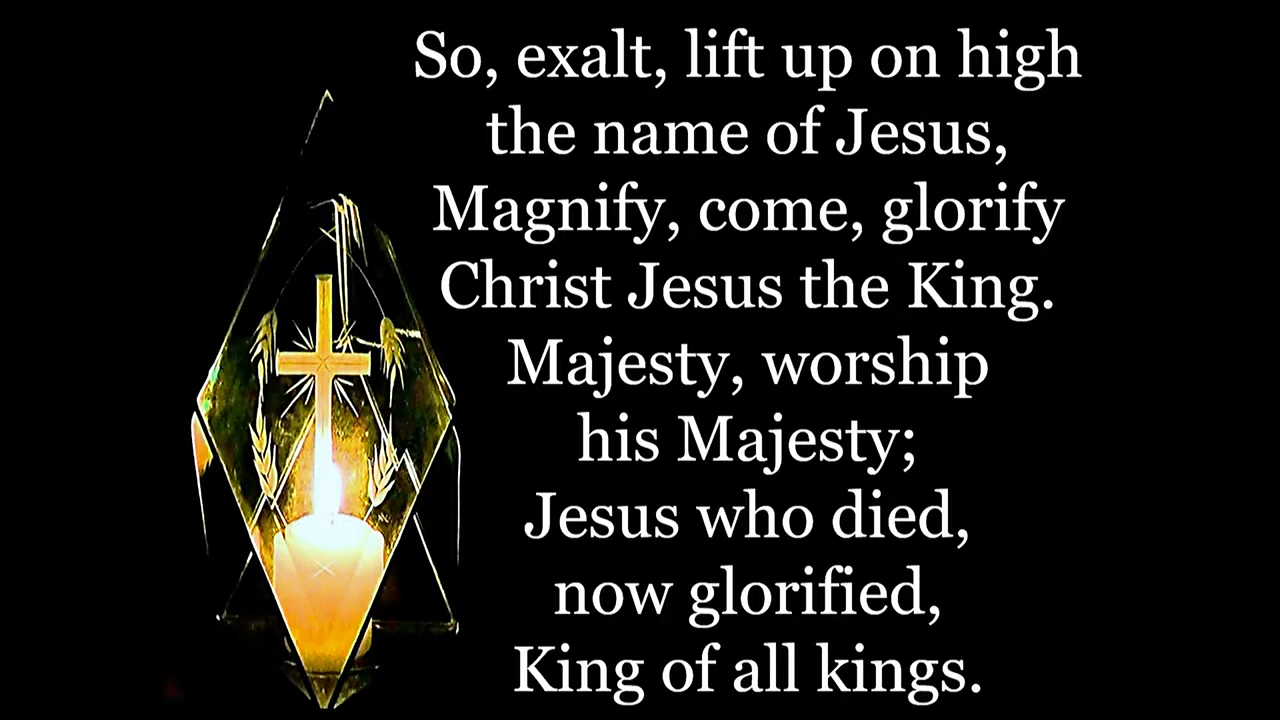 So, exalt, lift up on high
the name of Jesus,
Magnify, come, glorify
Christ Jesus the King.
Majesty, worship
his Majesty;
Jesus who died,
now glorified,
King of all kings.